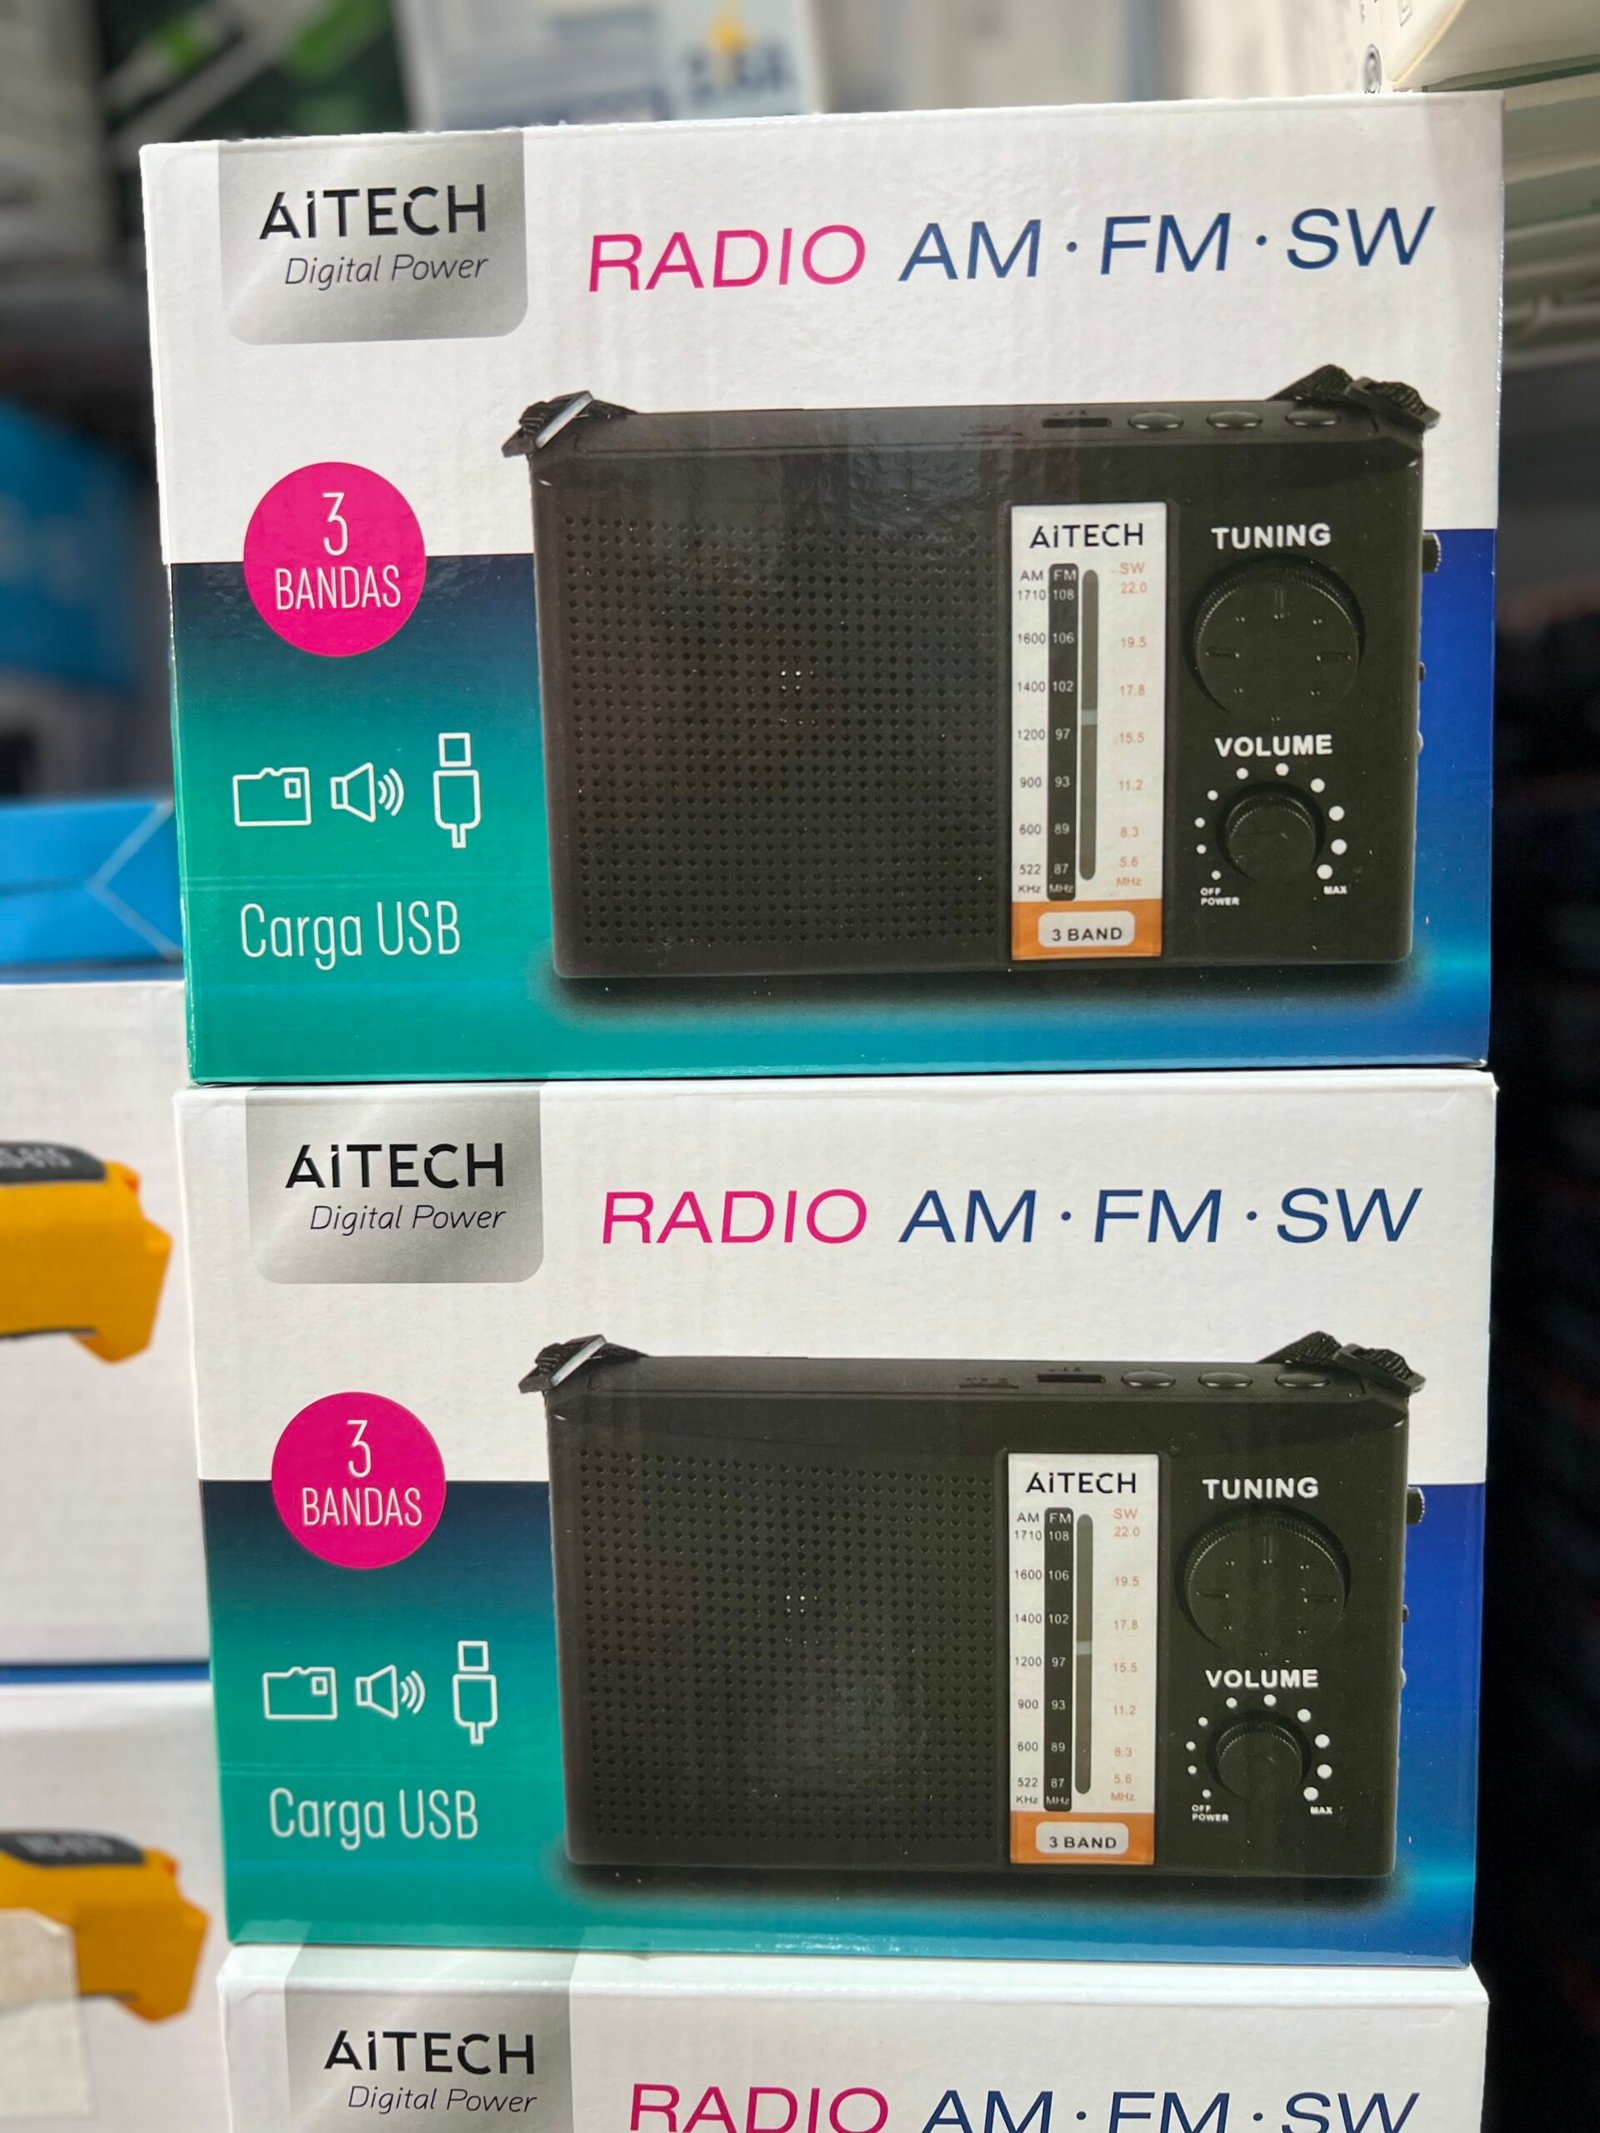 AiTECH
Digital Power
RADIO AM · FM · SW
3
BANDAS
Carga USB
AiTECH
AM FM SW
1710 108 22.0
1600 106 19.5
1400 102 17.8
1200 97 15.5
900 93 11.2
600 89 8.3
522 87 5.6
KHz MHz MHz
3 BAND
TUNING
VOLUME
OFF
POWER
MAX
AiTECH
Digital Power
RADIO AM · FM · SW
3
BANDAS
Carga USB
AiTECH
AM FM SW
1710 108 22.0
1600 106 19.5
1400 102 17.8
1200 97 15.5
900 93 11.2
600 89 8.3
522 87 5.6
KHz MHz MHz
3 BAND
TUNING
VOLUME
OFF
POWER
MAX
AiTECH
Digital Power
RADIO AM · FM · SW